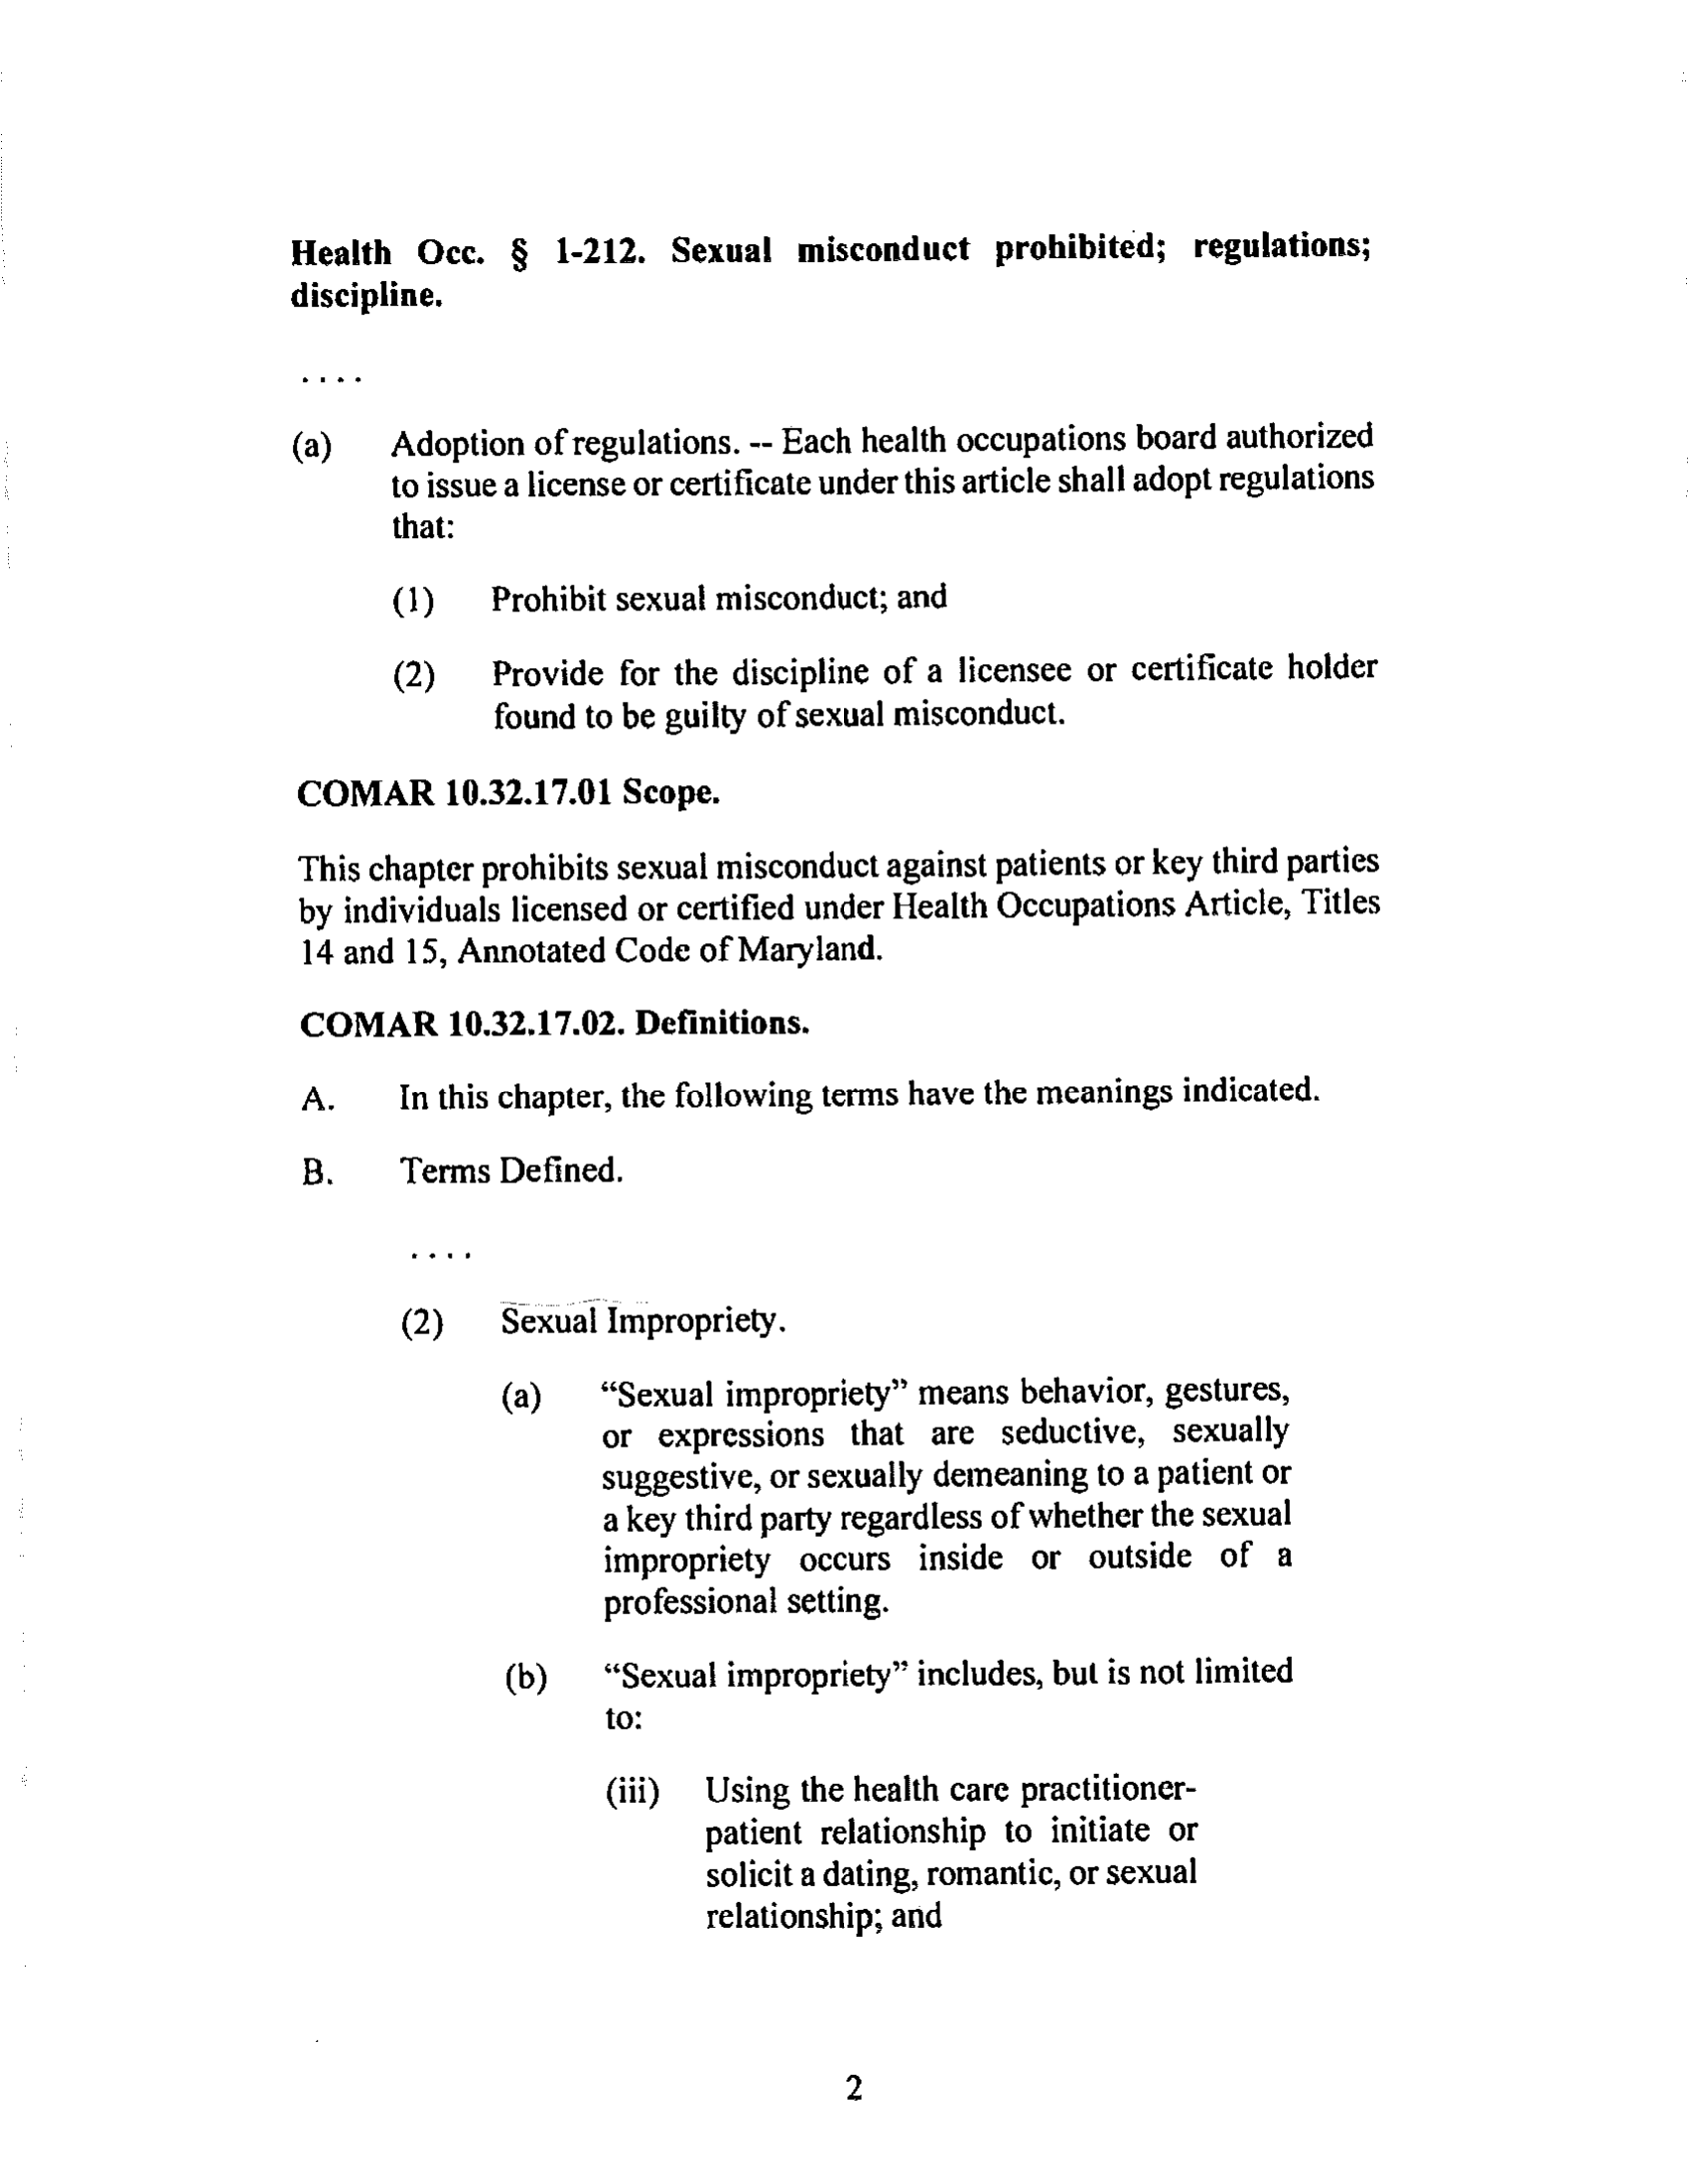 Health Occ. § 1-212. Sexual misconduct prohibited; regulations;
discipline.
. . . .
(a) Adoption of regulations. -- Each health occupations board authorized
to issue a license or certificate under this article shall adopt regulations
that:
(1) Prohibit sexual misconduct; and
(2) Provide for the discipline of a licensee or certificate holder
found to be guilty of sexual misconduct.
COMAR 10.32.17.01 Scope.
This chapter prohibits sexual misconduct against patients or key third parties
by individuals licensed or certified under Health Occupations Article, Titles
14 and 15, Annotated Code of Maryland.
COMAR 10.32.17.02. Definitions.
A. In this chapter, the following terms have the meanings indicated.
B. Terms Defined.
. . . .
(2) Sexual Impropriety.
(a) “Sexual impropriety” means behavior, gestures,
or expressions that are seductive, sexually
suggestive, or sexually demeaning to a patient or
a key third party regardless of whether the sexual
impropriety occurs inside or outside of a
professional setting.
(b) “Sexual impropriety” includes, but is not limited
to:
(iii) Using the health care practitioner-
patient relationship to initiate or
solicit a dating, romantic, or sexual
relationship; and
2